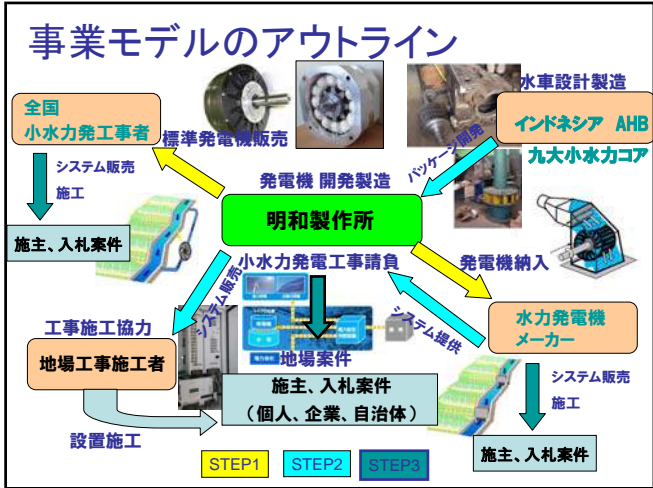 事業モデルのアウトライン
水車設計製造
全国
小水力発工事者
標準発電機販売
パッケージ開発
インドネシア AHB
九大小水力コア
システム販売
施工
発電機 開発製造
明和製作所
施主、入札案件
小水力発電工事請負
発電機納入
システム販売
システム提供
工事施工協力
地場工事施工者
地場案件
水力発電機
メーカー
施主、入札案件
(個人、企業、自治体)
システム販売
施工
設置施工
施主、入札案件
STEP1
STEP2
STEP3